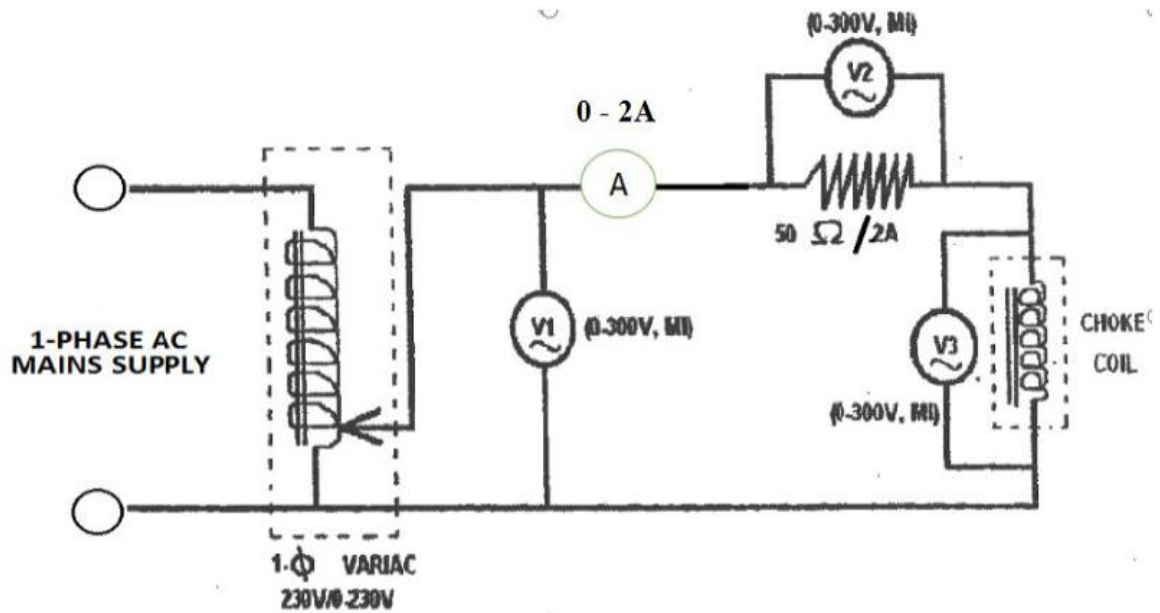 (0-300V, MI)
V2
0 - 2A
A
50 Ω /2A
1-PHASE AC
MAINS SUPPLY
V1
(0-300V, MI)
V3
CHOKE
COIL
(0-300V, MI)
1-ϕ VARIAC
230V/0-230V